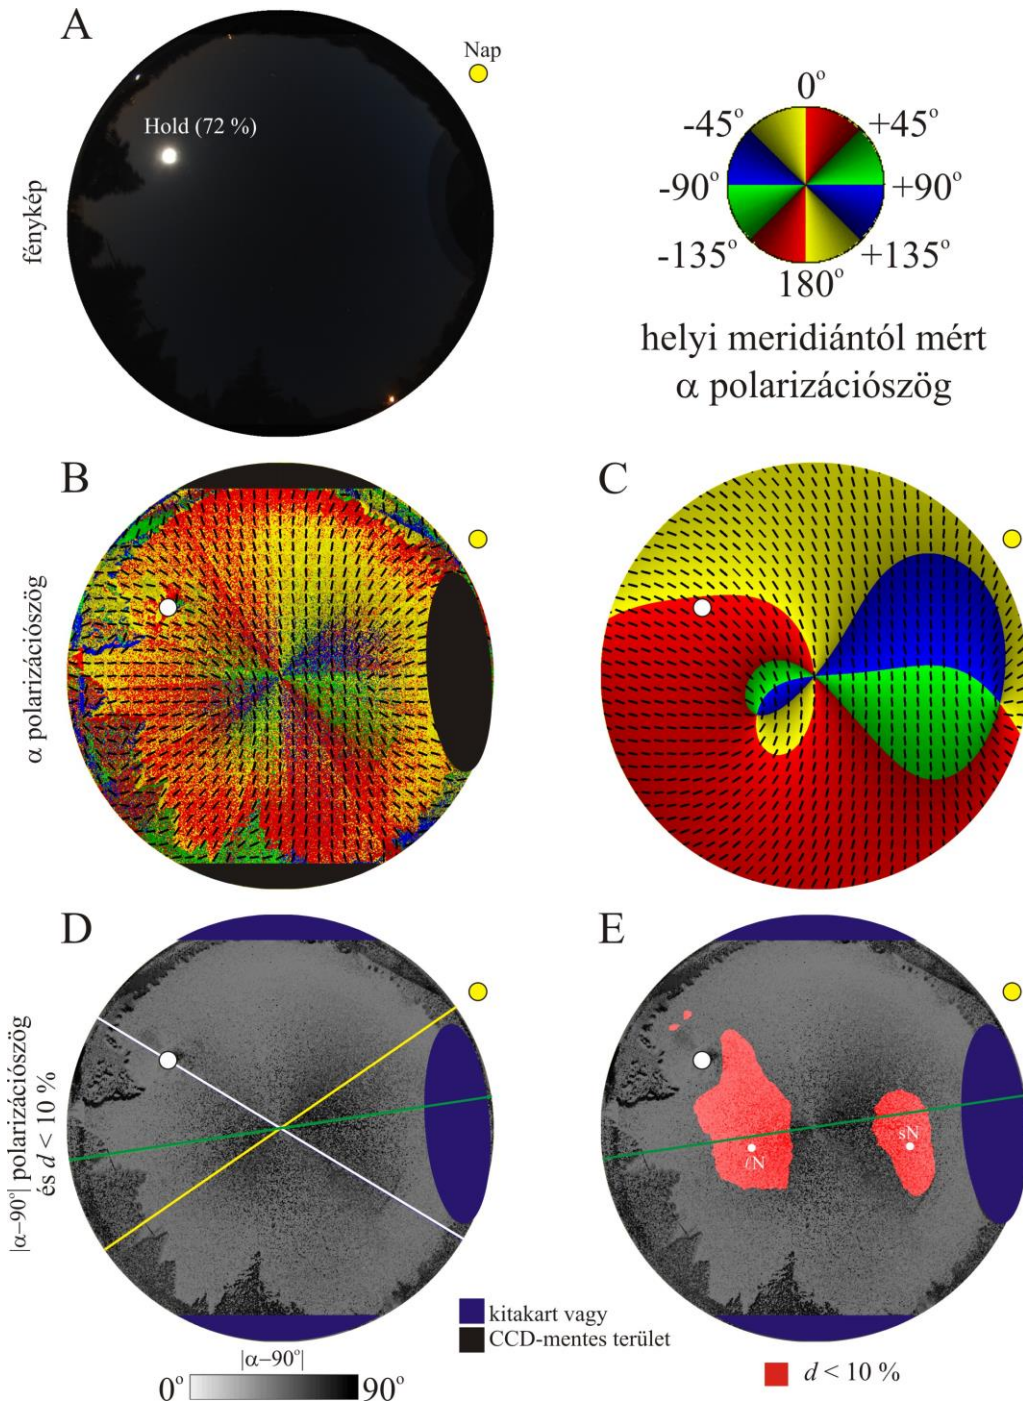 A
Nap
Hold (72 %)
fénykép
0°
-45°
+45°
-90°
+90°
-135°
+135°
180°
helyi meridiántól mért
α polarizációszög
B
C
α polarizációszög
D
E
|α−90°| polarizációszög
és d < 10 %
ℓN
sN
kitakart vagy
CCD-mentes terület
|α−90°|
0°
90°
d < 10 %